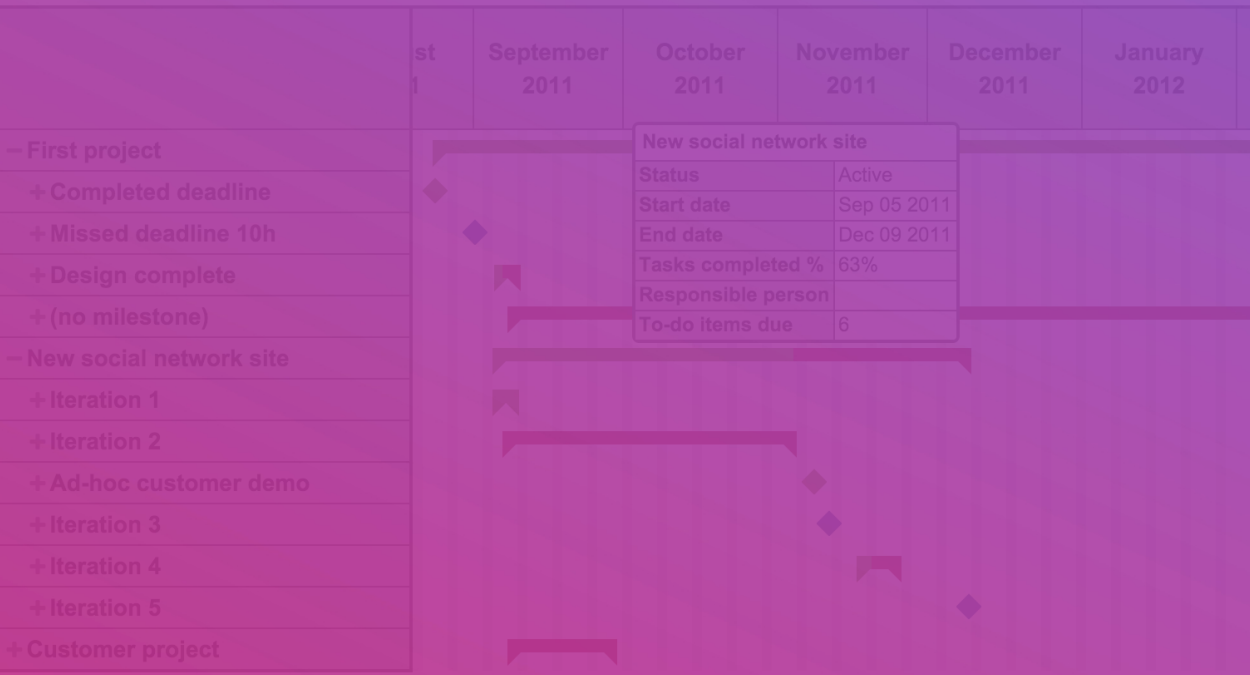 st September October November December January
1 2011 2011 2011 2011 2012
First project
New social network site
Status Active
Completed deadline
Start date Sep 05 2011
Missed deadline 10h
End date Dec 09 2011
Tasks completed % 63%
Design complete
Responsible person
(no milestone)
To-do items due 6
New social network site
Iteration 1
Iteration 2
Ad-hoc customer demo
Iteration 3
Iteration 4
Iteration 5
Customer project